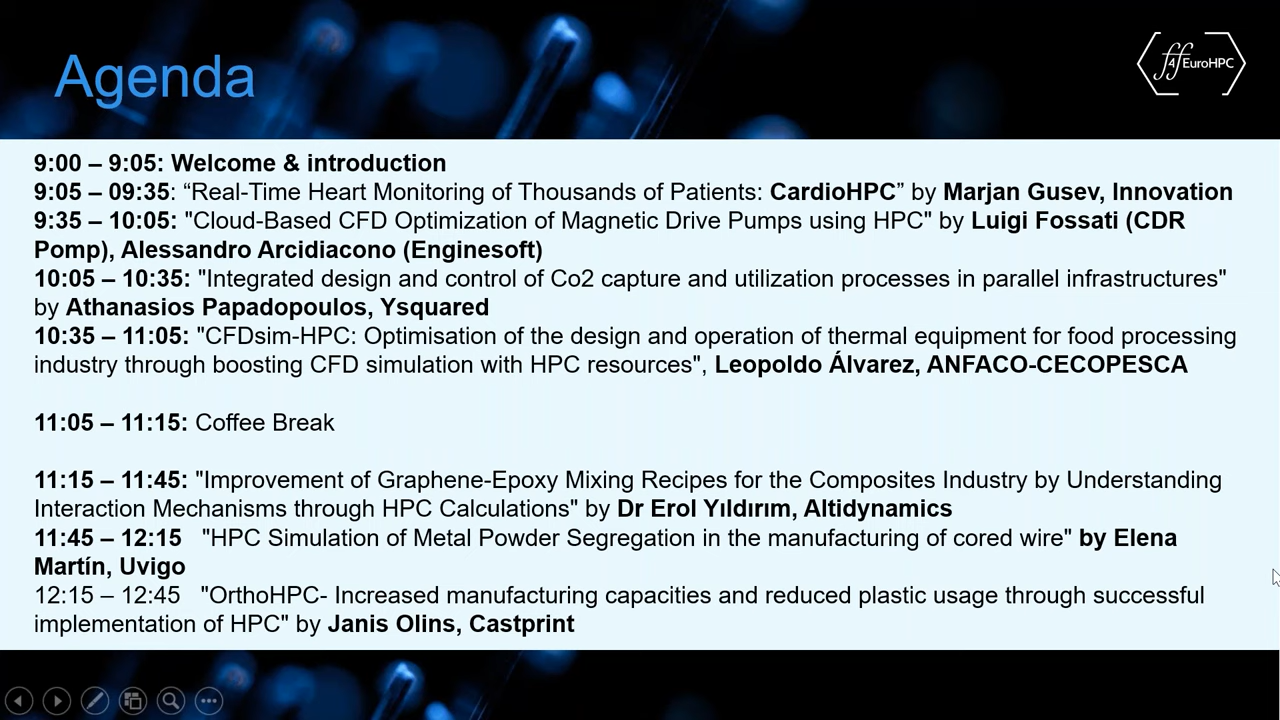 Agenda
ff4EuroHPC
9:00 – 9:05: Welcome & introduction
9:05 – 09:35: “Real-Time Heart Monitoring of Thousands of Patients: CardioHPC” by Marjan Gusev, Innovation
9:35 – 10:05: "Cloud-Based CFD Optimization of Magnetic Drive Pumps using HPC" by Luigi Fossati (CDR
Pomp), Alessandro Arcidiacono (Enginesoft)
10:05 – 10:35: "Integrated design and control of Co2 capture and utilization processes in parallel infrastructures"
by Athanasios Papadopoulos, Ysquared
10:35 – 11:05: "CFDsim-HPC: Optimisation of the design and operation of thermal equipment for food processing
industry through boosting CFD simulation with HPC resources", Leopoldo Álvarez, ANFACO-CECOPESCA
11:05 – 11:15: Coffee Break
11:15 – 11:45: "Improvement of Graphene-Epoxy Mixing Recipes for the Composites Industry by Understanding
Interaction Mechanisms through HPC Calculations" by Dr Erol Yıldırım, Altidynamics
11:45 – 12:15 "HPC Simulation of Metal Powder Segregation in the manufacturing of cored wire" by Elena
Martín, Uvigo
12:15 – 12:45 "OrthoHPC- Increased manufacturing capacities and reduced plastic usage through successful
implementation of HPC" by Janis Olins, Castprint